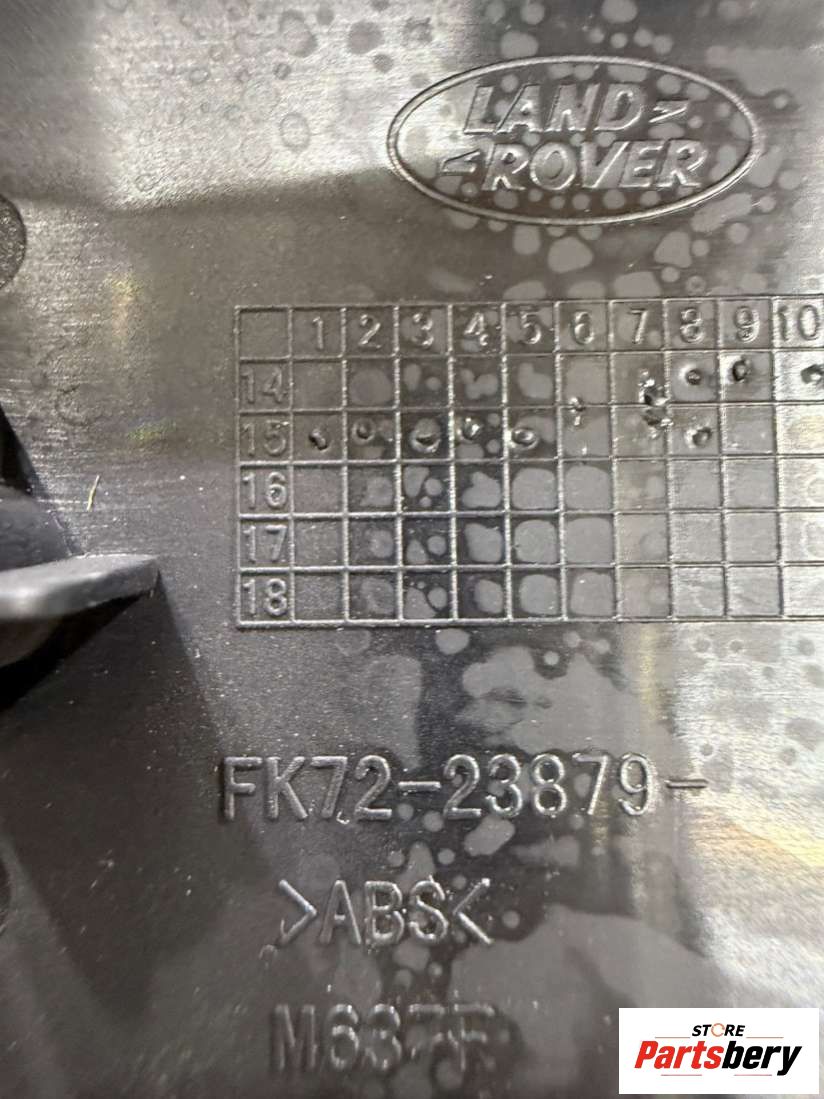 LAND
ROVER
1 2 3 4 5 6 7 8 9 10
14
15
16
17
18
FK72-23879-
>ABS<
M637F
STORE
Partsbery